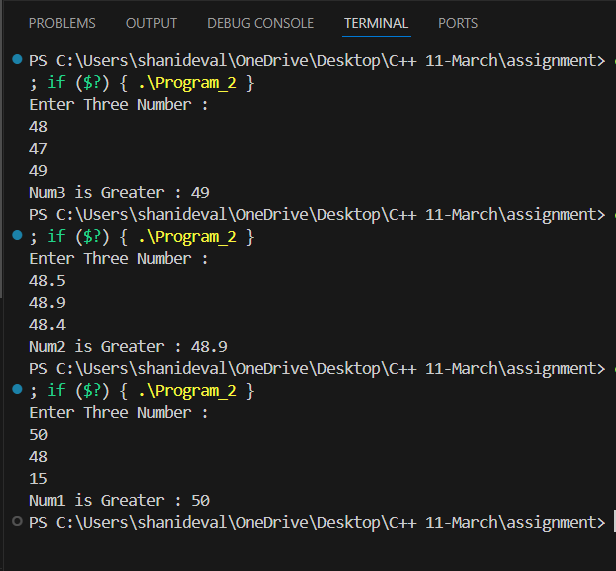 PROBLEMS OUTPUT DEBUG CONSOLE TERMINAL PORTS
PS C:\Users\shanideval\OneDrive\Desktop\C++ 11-March\assignment>
; if ($?) { .\Program_2 }
Enter Three Number :
48
47
49
Num3 is Greater : 49
PS C:\Users\shanideval\OneDrive\Desktop\C++ 11-March\assignment>
; if ($?) { .\Program_2 }
Enter Three Number :
48.5
48.9
48.4
Num2 is Greater : 48.9
PS C:\Users\shanideval\OneDrive\Desktop\C++ 11-March\assignment>
; if ($?) { .\Program_2 }
Enter Three Number :
50
48
15
Num1 is Greater : 50
PS C:\Users\shanideval\OneDrive\Desktop\C++ 11-March\assignment>